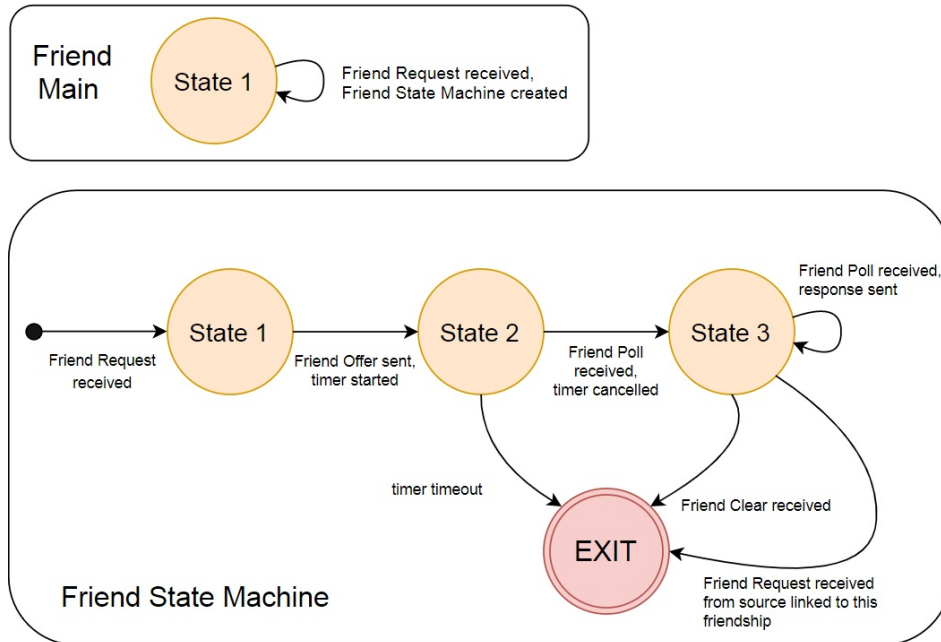 Friend
Main
State 1
Friend Request received,
Friend State Machine created
State 1
State 2
State 3
Friend Poll received,
response sent
Friend Request
received
Friend Offer sent,
timer started
Friend Poll
received,
timer cancelled
timer timeout
Friend Clear received
EXIT
Friend Request received
from source linked to this
friendship
Friend State Machine